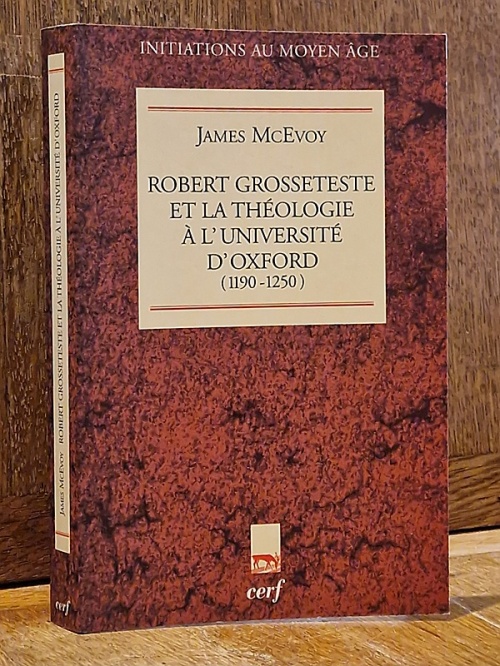 INITIATIONS AU MOYEN ÂGE
JAMES MCEVOY
ROBERT GROSSETESTE
ET LA THÉOLOGIE
À L'UNIVERSITÉ
D'OXFORD
(1190-1250)
cerf
JAMES MCEVOY ROBERT GROSSETESTE ET LA THÉOLOGIE À L'UNIVERSITÉ D'OXFORD
cerf